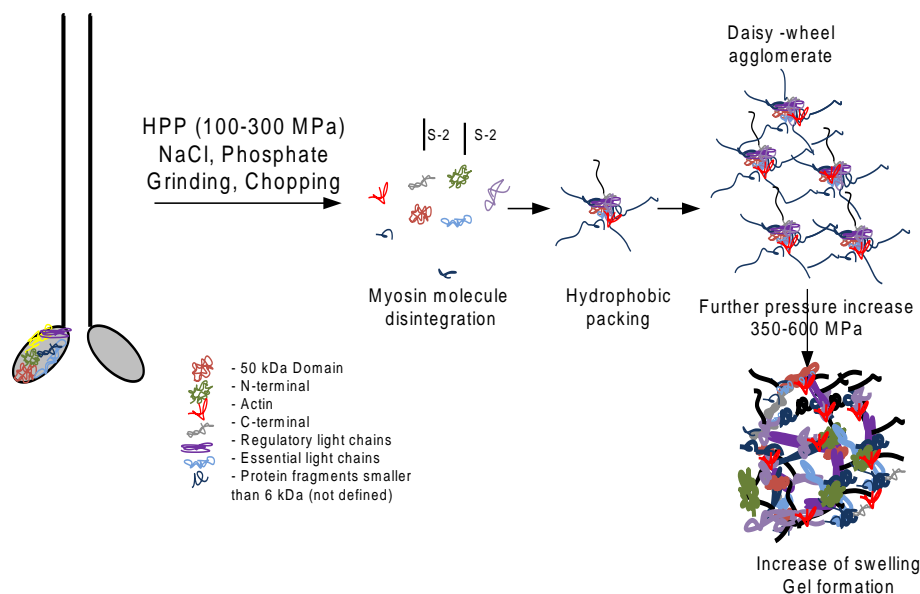 Daisy -wheel
agglomerate
HPP (100-300 MPa)
NaCl, Phosphate
Grinding, Chopping
S-2
S-2
Myosin molecule
disintegration
Hydrophobic
packing
Further pressure increase
350-600 MPa
- 50 kDa Domain
- N-terminal
- Actin
- C-terminal
- Regulatory light chains
- Essential light chains
- Protein fragments smaller
than 6 kDa (not defined)
Increase of swelling
Gel formation